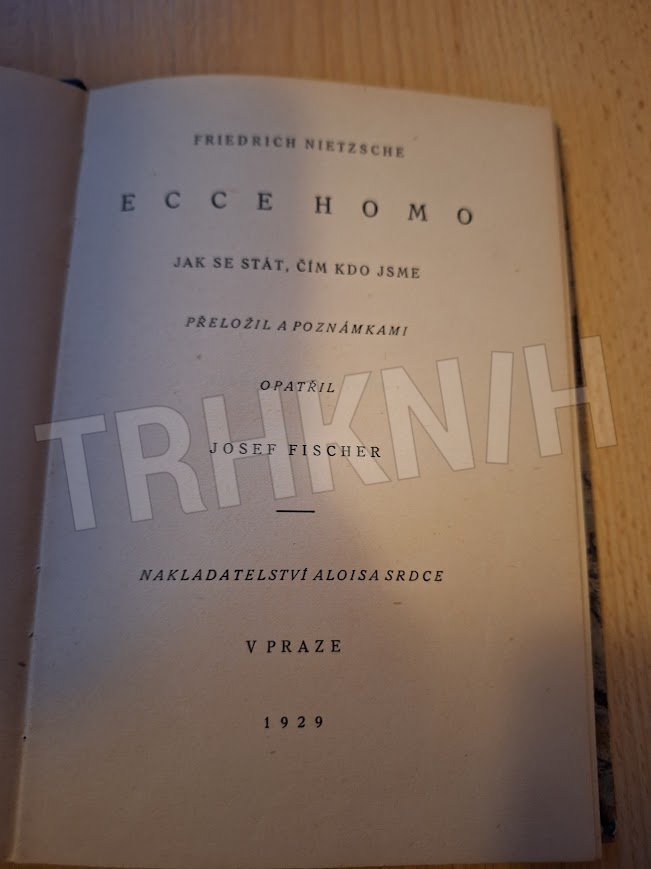 FRIEDRICH NIETZSCHE
ECCE HOMO
JAK SE STÁT, ČÍM KDO JSME
PŘELOŽIL A POZNÁMKAMI
OPATŘIL
JOSEF FISCHER
NAKLADATELSTVÍ ALOISA SRDCE
V PRAZE
1929
TRHKNIH